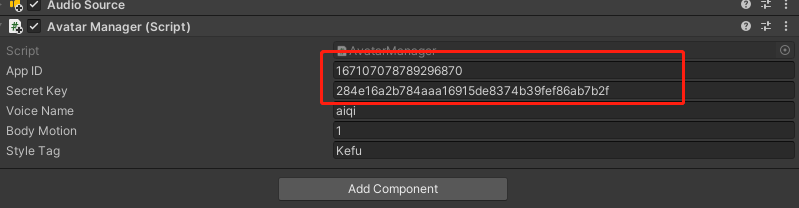 Audio Source
Avatar Manager (Script)
Script AvatarManager
App ID 167107078789296870
Secret Key 284e16a2b784aaa16915de8374b39fef86ab7b2f
Voice Name aiqi
Body Motion 1
Style Tag Kefu
Add Component